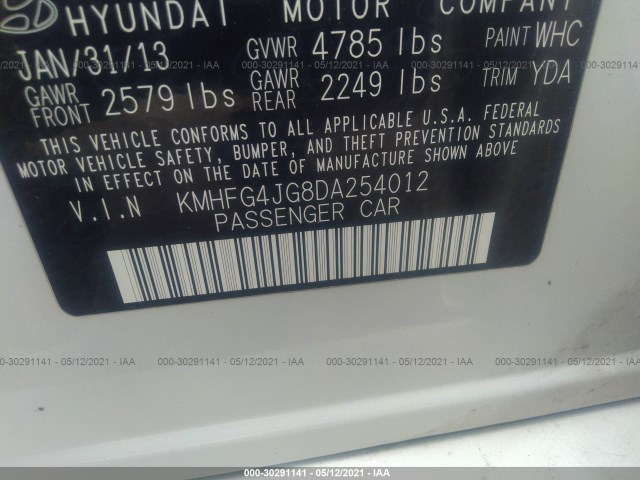 HYUNDAI MOTOR COMPANY
JAN/31/13 GVWR 4785 lbs PAINT WHC
GAWR FRONT 2579 lbs GAWR REAR 2249 lbs TRIM YDA
THIS VEHICLE CONFORMS TO ALL APPLICABLE U.S.A. FEDERAL
MOTOR VEHICLE SAFETY, BUMPER, AND THEFT PREVENTION STANDARDS
IN EFFECT ON THE DATE OF MANUFACTURE SHOWN ABOVE
V.I.N KMHFG4JG8DA254012
PASSENGER CAR
000-30291141 - 05/12/2021 - IAA